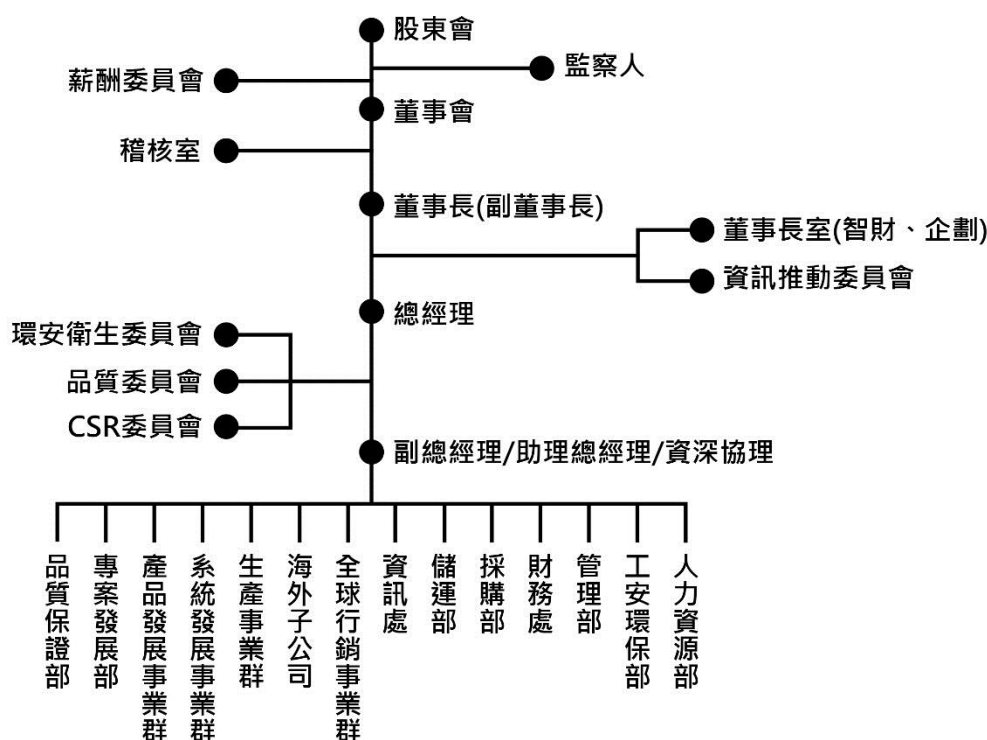 股東會
監察人
薪酬委員會
董事會
稽核室
董事長(副董事長)
董事長室(智財、企劃)
資訊推動委員會
總經理
環安衛生委員會
品質委員會
CSR委員會
副總經理/助理總經理/資深協理
品質保證部
專案發展部
產品發展事業群
系統發展事業群
生產事業群
海外子公司
全球行銷事業群
資訊處
儲運部
採購部
財務處
管理部
工安環保部
人力資源部